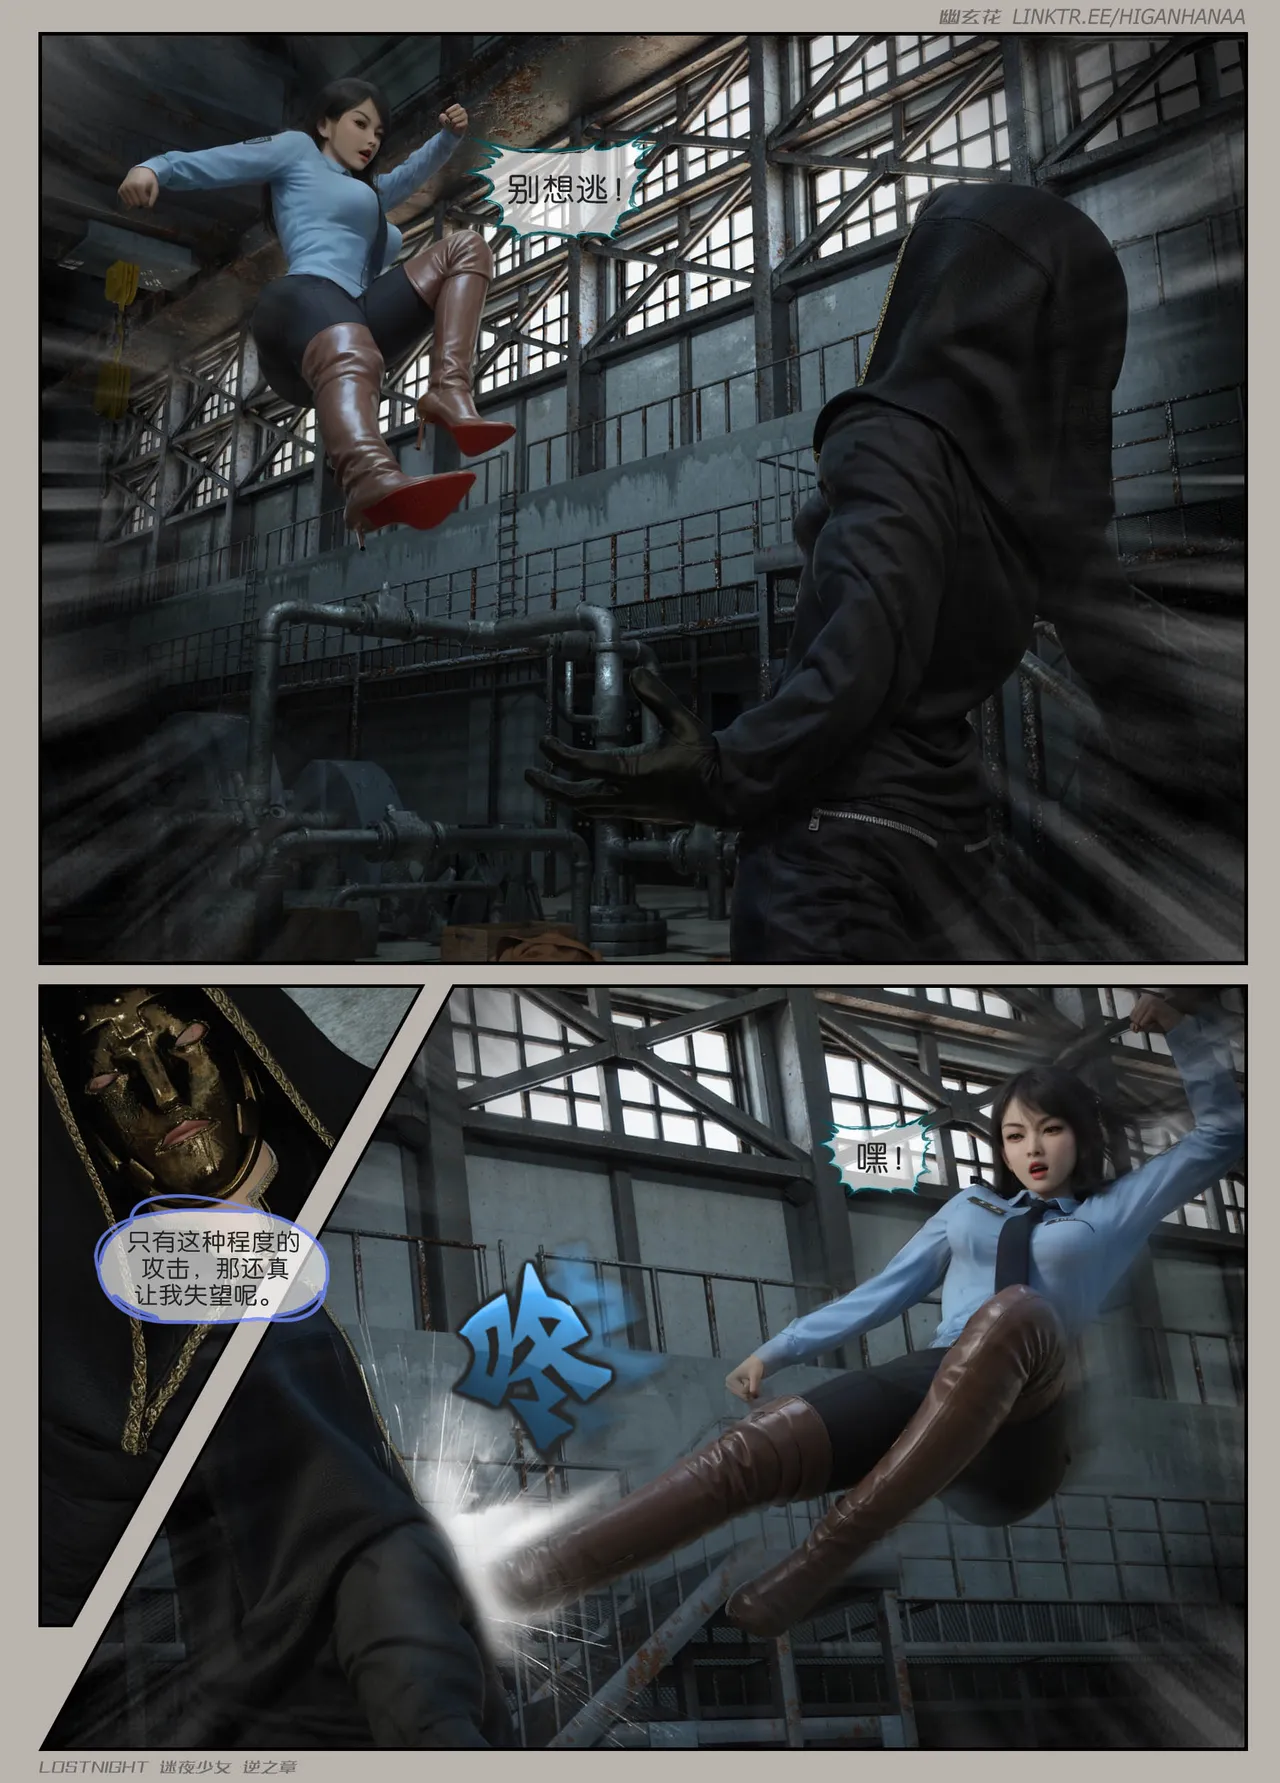 幽玄花 LINKTR.EE/HIGANHANAA
别想逃！
只有这种程度的
攻击，那还真
让我失望呢。
嘿！
咚
LOSTNIGHT 迷夜少女 逆之章